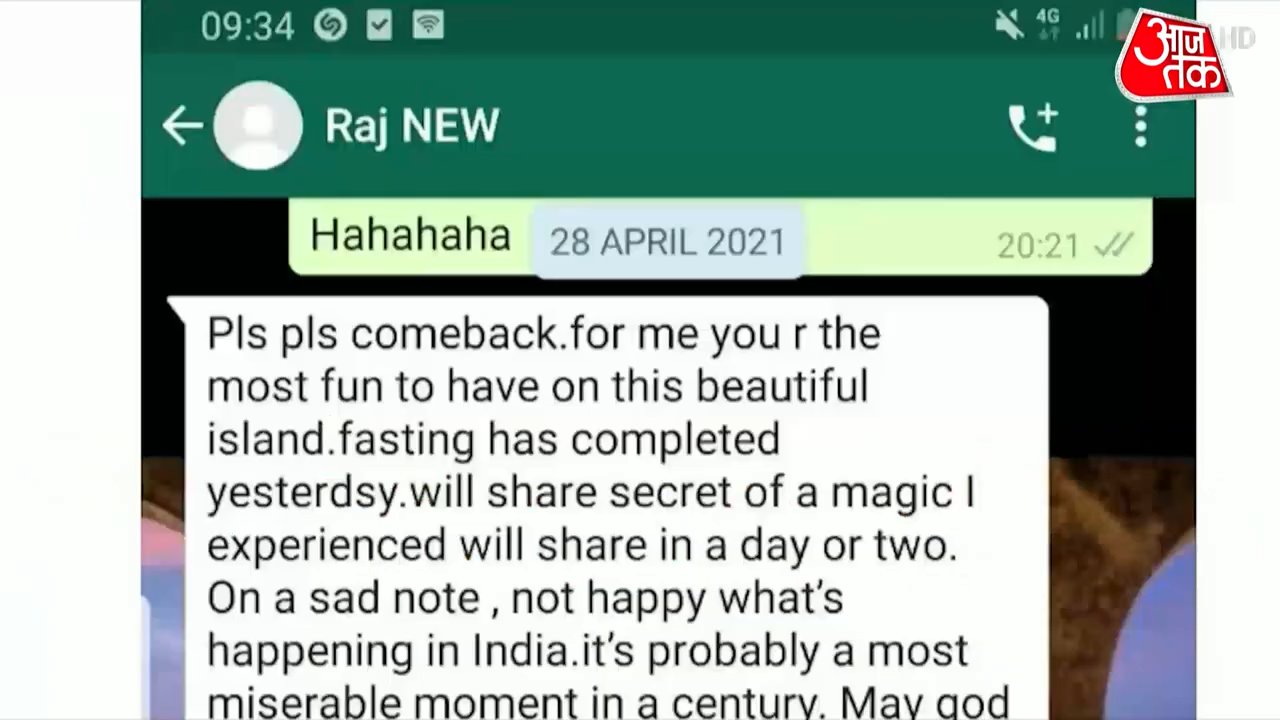 09:34
4G
आज
तक
HD
Raj NEW
Hahahaha
28 APRIL 2021
20:21
Pls pls comeback.for me you r the
most fun to have on this beautiful
island.fasting has completed
yesterdsy.will share secret of a magic I
experienced will share in a day or two.
On a sad note , not happy what’s
happening in India.it’s probably a most
miserable moment in a century. May god